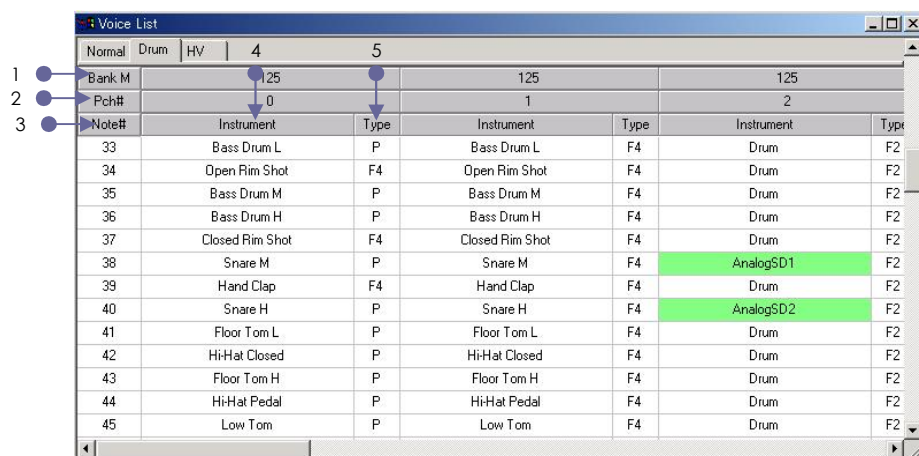 Voice List
Normal Drum HV 4 5
1 Bank M 125 125 125
2 Pch# 0 1 2
3 Note# Instrument Type Instrument Type Instrument Type
33 Bass Drum L P Bass Drum L F4 Drum F2
34 Open Rim Shot F4 Open Rim Shot F4 Drum F2
35 Bass Drum M P Bass Drum M F4 Drum F2
36 Bass Drum H P Bass Drum H F4 Drum F2
37 Closed Rim Shot F4 Closed Rim Shot F4 Drum F2
38 Snare M P Snare M F4 AnalogSD1 F2
39 Hand Clap F4 Hand Clap F4 Drum F2
40 Snare H P Snare H F4 AnalogSD2 F2
41 Floor Tom L P Floor Tom L F4 Drum F2
42 Hi-Hat Closed P Hi-Hat Closed F4 Drum F2
43 Floor Tom H P Floor Tom H F4 Drum F2
44 Hi-Hat Pedal P Hi-Hat Pedal F4 Drum F2
45 Low Tom P Low Tom F4 Drum F2